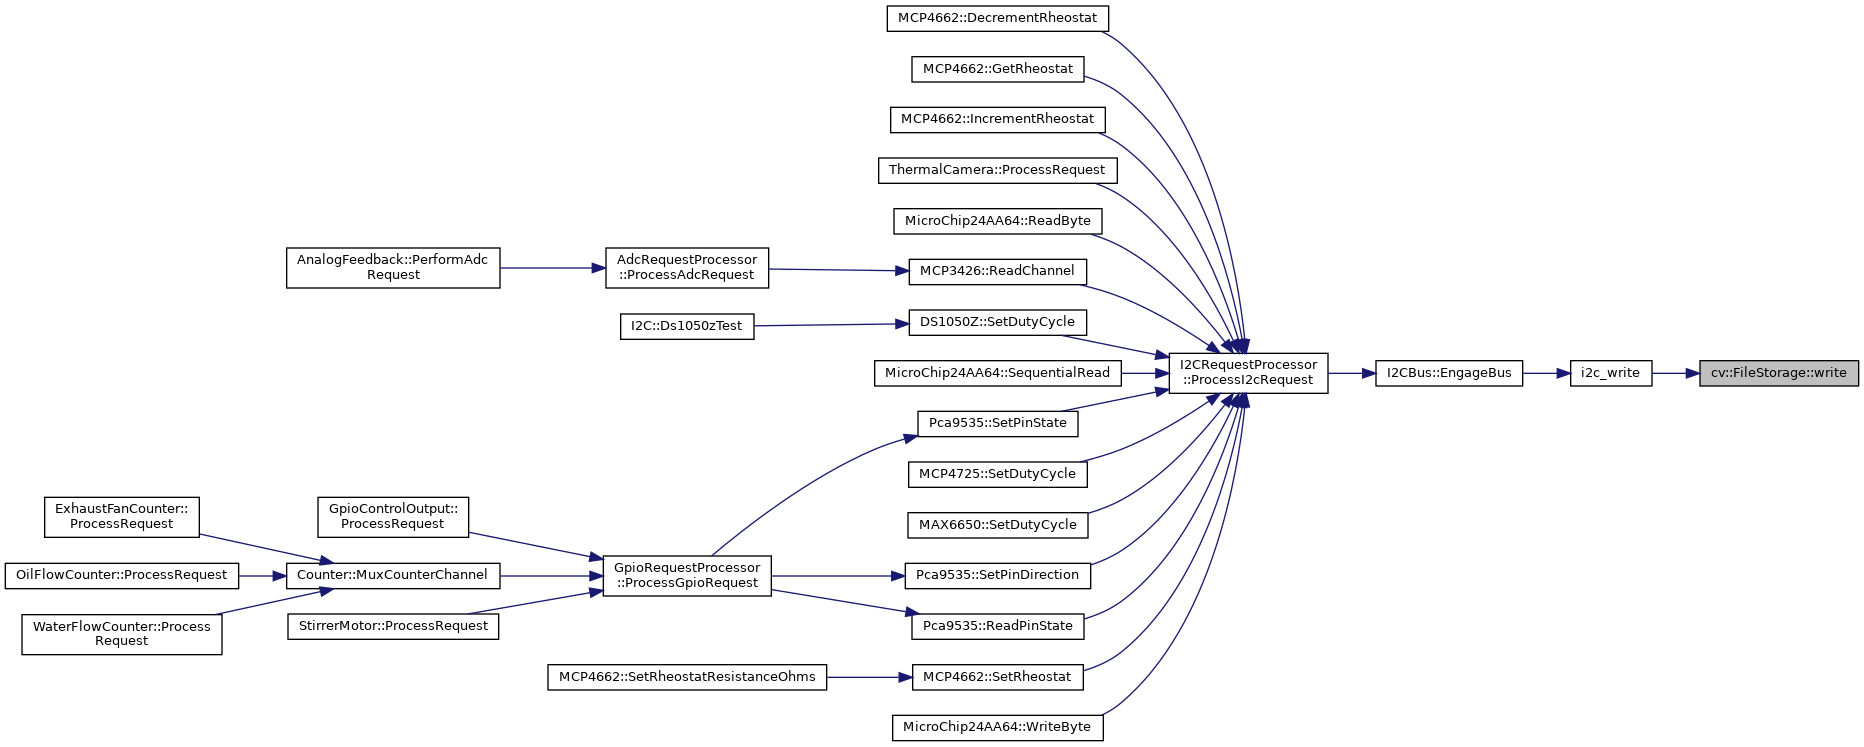 MCP4662::DecrementRheostat
MCP4662::GetRheostat
MCP4662::IncrementRheostat
ThermalCamera::ProcessRequest
MicroChip24AA64::ReadByte
AnalogFeedback::PerformAdc
Request
AdcRequestProcessor
::ProcessAdcRequest
MCP3426::ReadChannel
I2C::Ds1050zTest
DS1050Z::SetDutyCycle
MicroChip24AA64::SequentialRead
I2CRequestProcessor
::ProcessI2cRequest
I2CBus::EngageBus
i2c_write
cv::FileStorage::write
Pca9535::SetPinState
MCP4725::SetDutyCycle
MAX6650::SetDutyCycle
ExhaustFanCounter::
ProcessRequest
GpioControlOutput::
ProcessRequest
OilFlowCounter::ProcessRequest
Counter::MuxCounterChannel
GpioRequestProcessor
::ProcessGpioRequest
Pca9535::SetPinDirection
WaterFlowCounter::Process
Request
StirrerMotor::ProcessRequest
Pca9535::ReadPinState
MCP4662::SetRheostatResistanceOhms
MCP4662::SetRheostat
MicroChip24AA64::WriteByte